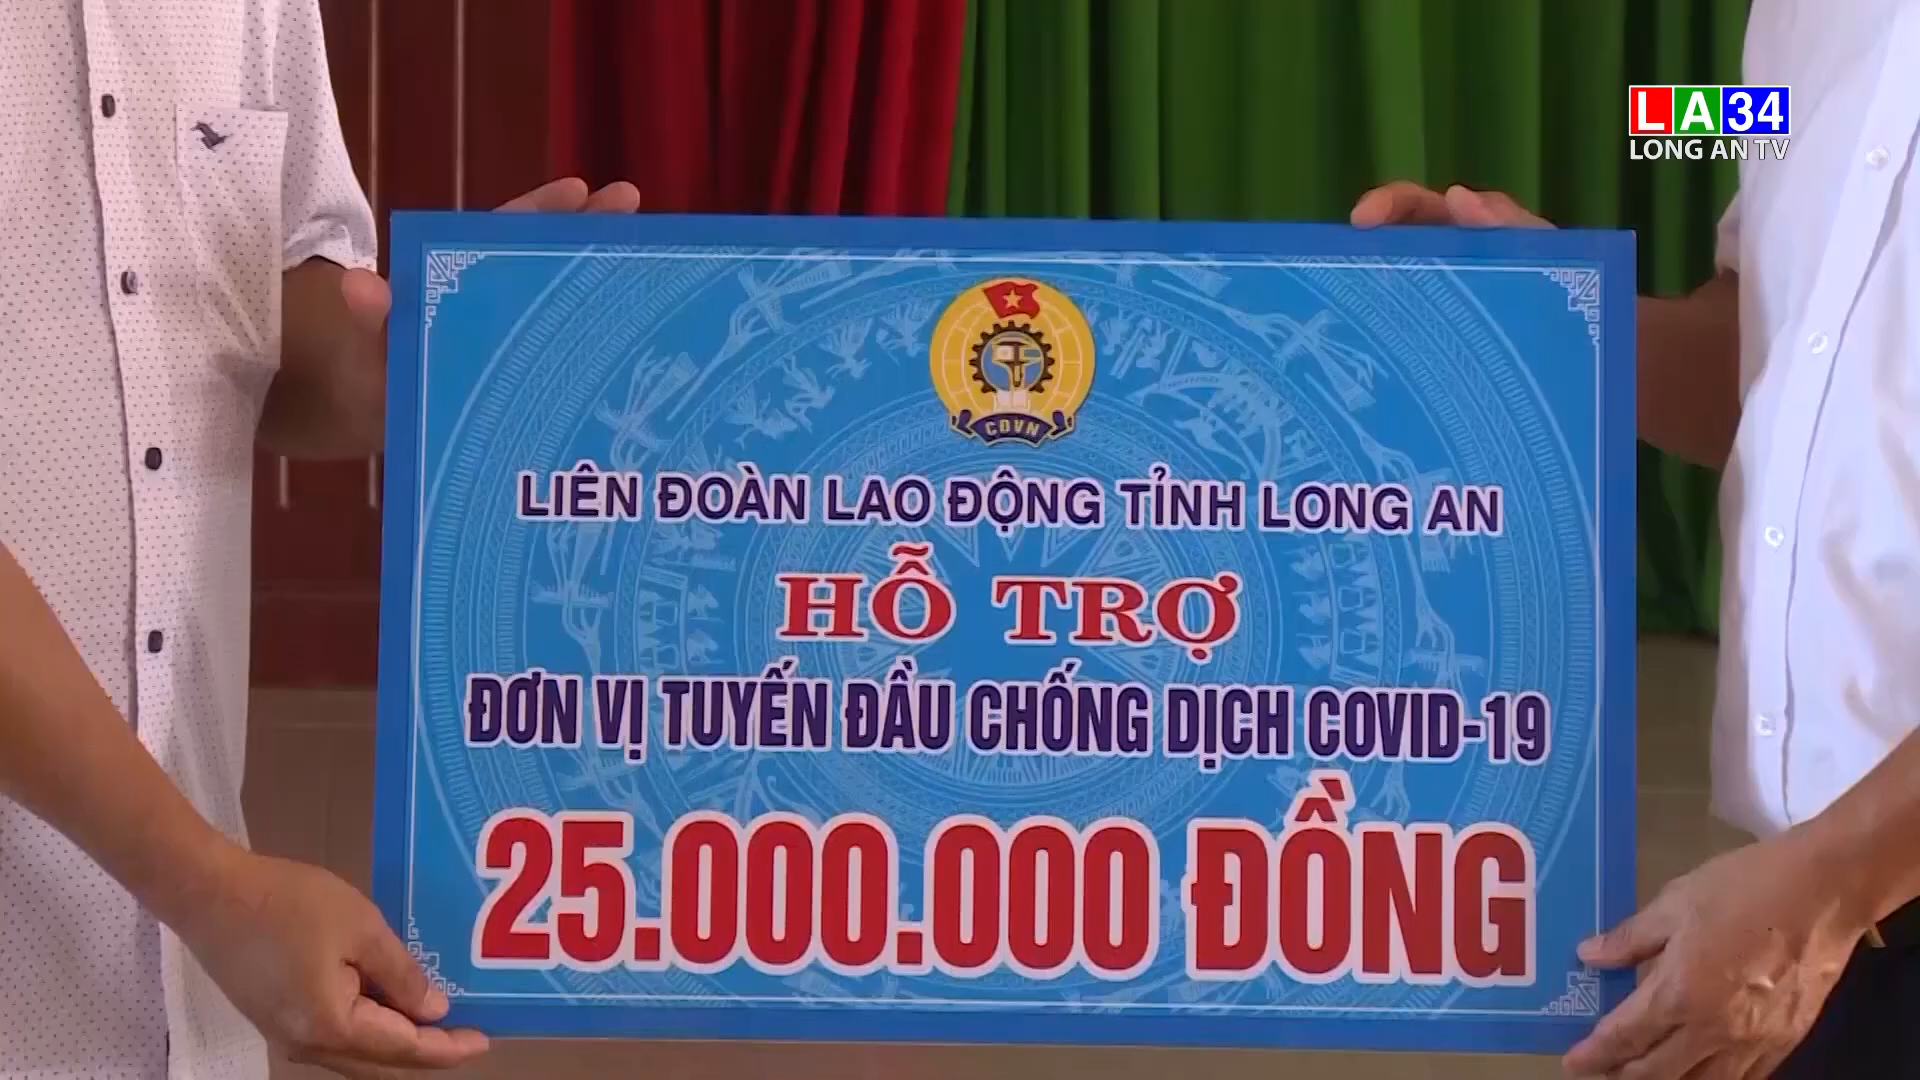 LA34
LONG AN TV
CĐVN
LIÊN ĐOÀN LAO ĐỘNG TỈNH LONG AN
HỖ TRỢ
ĐƠN VỊ TUYẾN ĐẦU CHỐNG DỊCH COVID-19
25.000.000 ĐỒNG